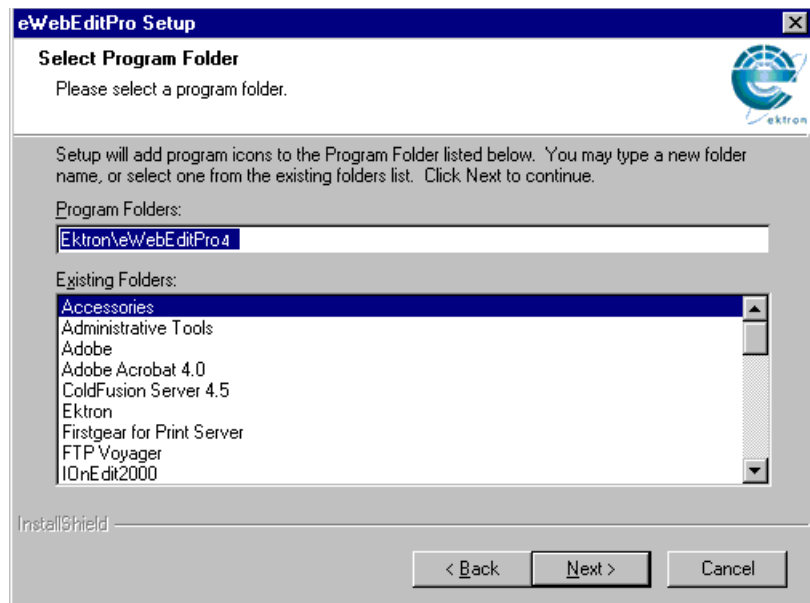 eWebEditPro Setup
Select Program Folder
Please select a program folder.
ektron
Setup will add program icons to the Program Folder listed below.  You may type a new folder
name, or select one from the existing folders list.  Click Next to continue.
Program Folders:
Ektron\eWebEditPro4
Existing Folders:
Accessories
Administrative Tools
Adobe
Adobe Acrobat 4.0
ColdFusion Server 4.5
Ektron
Firstgear for Print Server
FTP Voyager
IOnEdit2000
InstallShield
< Back
Next >
Cancel